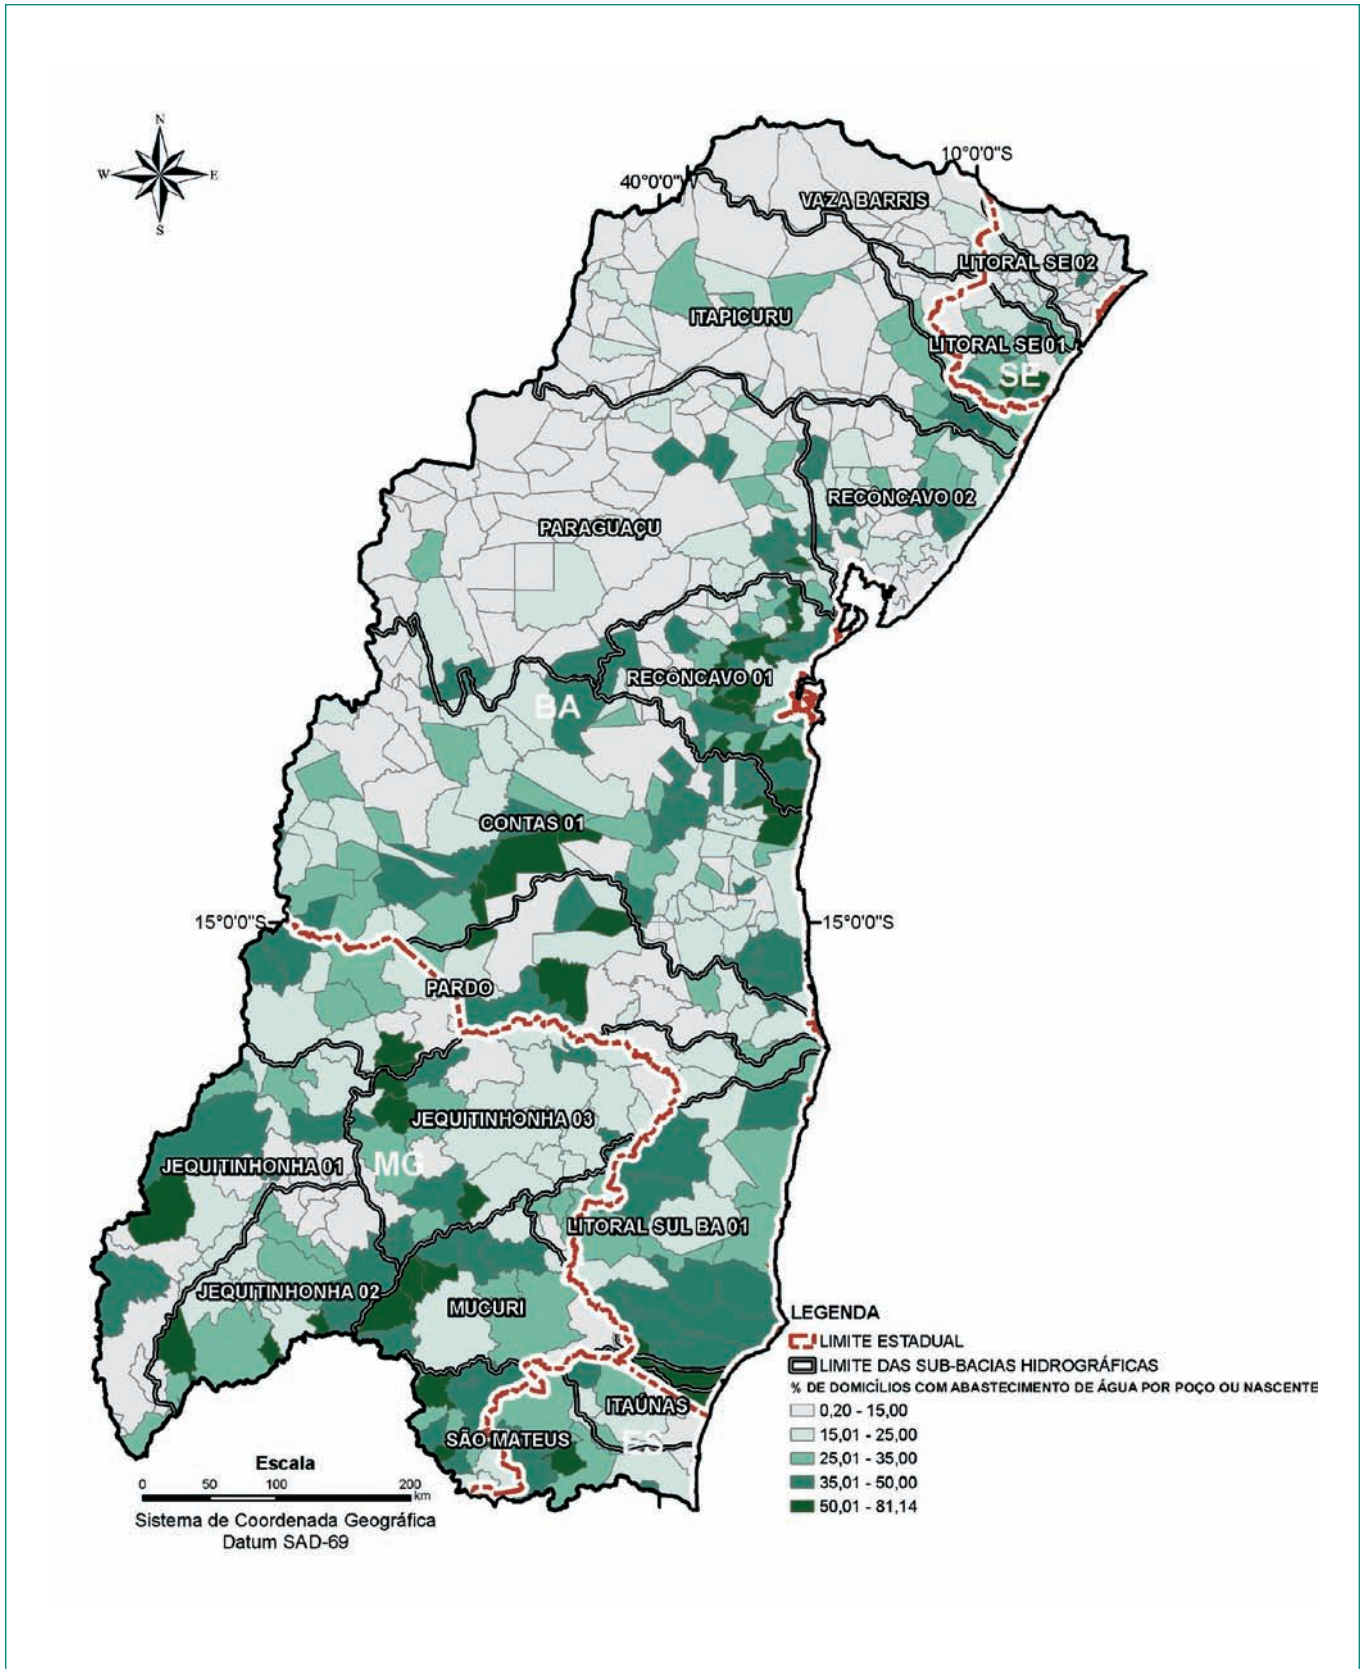 N
W E
S
10°0'0"S
40°0'0"W
VAZA BARRIS
LITORAL SE 02
ITAPICURU
LITORAL SE 01
SE
RECÔNCAVO 02
PARAGUAÇU
RECÔNCAVO 01
BA
CONTAS 01
15°0'0"S
15°0'0"S
PARDO
JEQUITINHONHA 03
JEQUITINHONHA 01
MG
LITORAL SUL BA 01
JEQUITINHONHA 02
MUCURI
ITAÚNAS
SÃO MATEUS
ES
LEGENDA
LIMITE ESTADUAL
LIMITE DAS SUB-BACIAS HIDROGRÁFICAS
% DE DOMICÍLIOS COM ABASTECIMENTO DE ÁGUA POR POÇO OU NASCENTE
0,20 - 15,00
15,01 - 25,00
25,01 - 35,00
35,01 - 50,00
50,01 - 81,14
Escala
0 50 100 200
km
Sistema de Coordenada Geográfica
Datum SAD-69